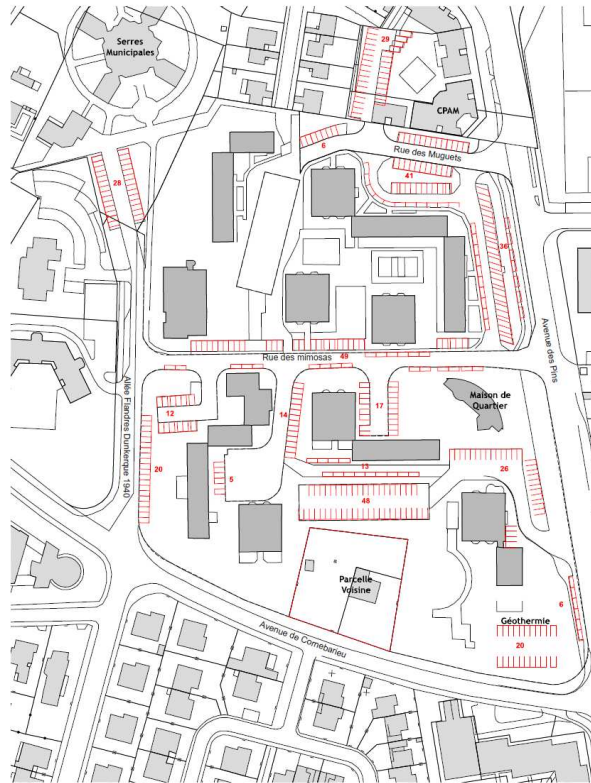 29
Serres
Municipales
CPAM
6
Rue des Muguets
28
41
36
Avenue des Pins
Rue des mimosas
49
Allée Flandres Dunkerque 1940
12
14
17
Maison de
Quartier
20
5
13
26
48
Parcelle
Voisine
6
Géothermie
20
Avenue de Cornebarieu